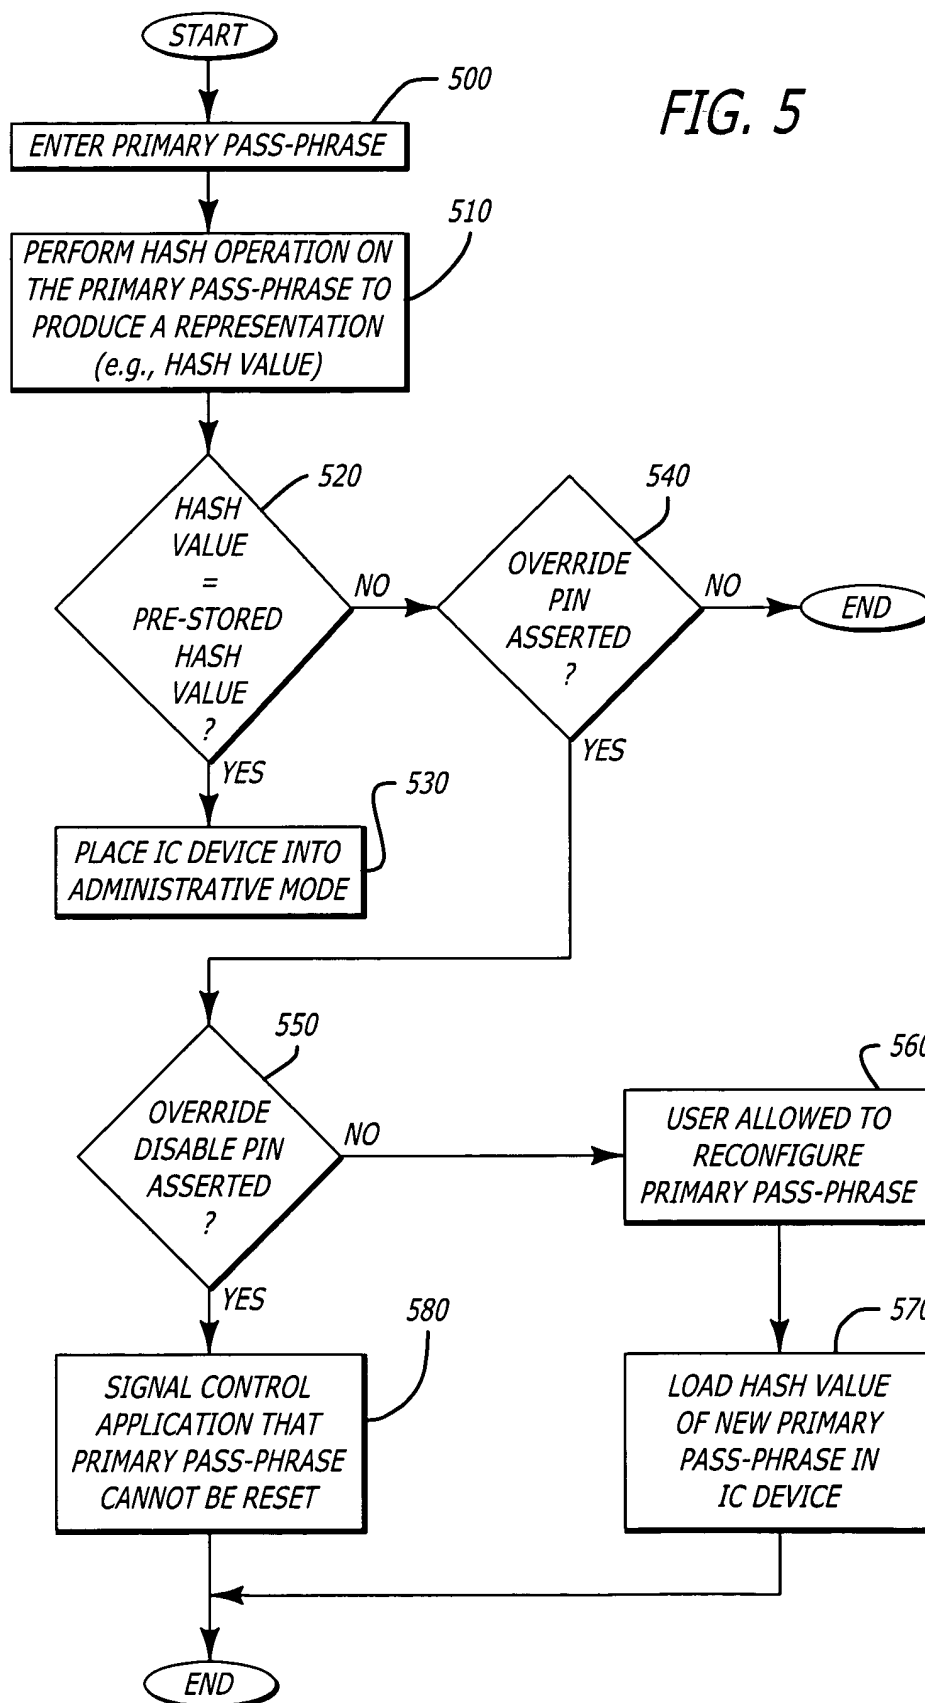 START
FIG. 5
500
ENTER PRIMARY PASS-PHRASE
510
PERFORM HASH OPERATION ON
THE PRIMARY PASS-PHRASE TO
PRODUCE A REPRESENTATION
(e.g., HASH VALUE)
520
HASH
VALUE
=
PRE-STORED
HASH
VALUE
?
NO
YES
540
OVERRIDE
PIN
ASSERTED
?
NO
END
YES
530
PLACE IC DEVICE INTO
ADMINISTRATIVE MODE
550
OVERRIDE
DISABLE PIN
ASSERTED
?
NO
YES
560
USER ALLOWED TO
RECONFIGURE
PRIMARY PASS-PHRASE
570
LOAD HASH VALUE
OF NEW PRIMARY
PASS-PHRASE IN
IC DEVICE
580
SIGNAL CONTROL
APPLICATION THAT
PRIMARY PASS-PHRASE
CANNOT BE RESET
END